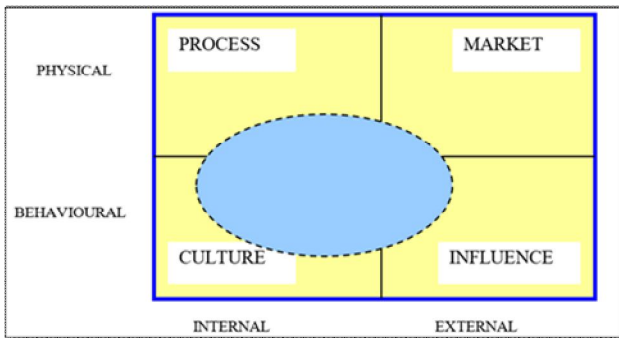 PROCESS
MARKET
PHYSICAL
BEHAVIOURAL
CULTURE
INFLUENCE
INTERNAL
EXTERNAL